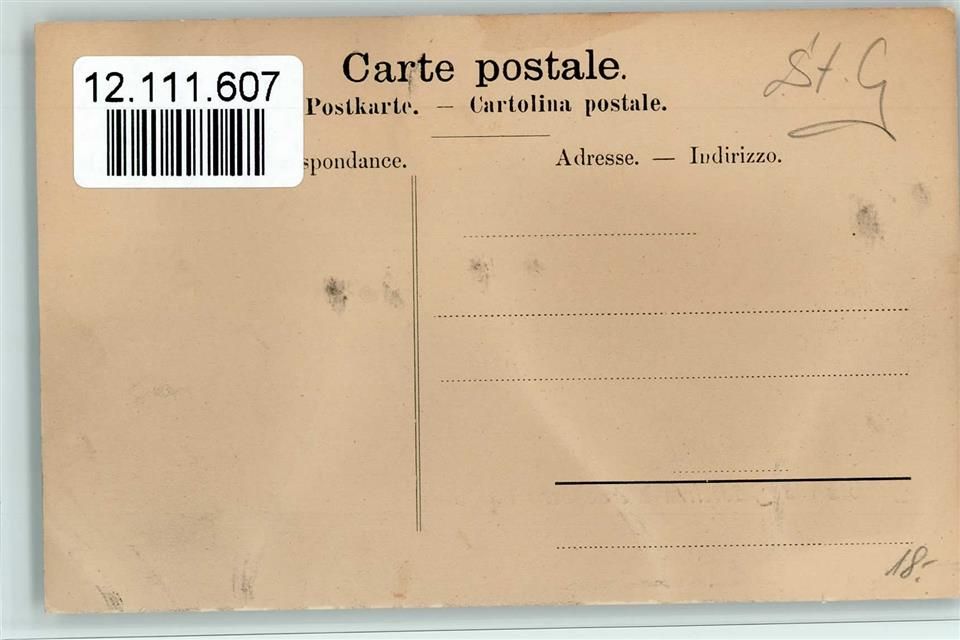 Carte postale.
St. G
12.111.607
Postkarte. — Cartolina postale.
spondance.
Adresse. — Indirizzo.
18.-